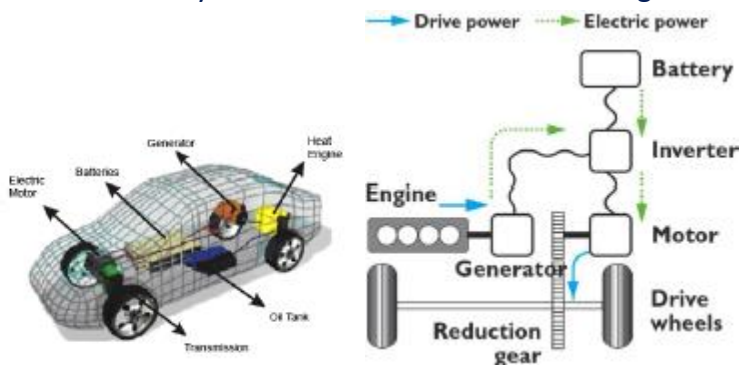 Drive power
Electric power
Battery
Inverter
Engine
Motor
Generator
Drive
wheels
Reduction
gear
Generator
Heat
Engine
Batteries
Electric
Motor
Oil Tank
Transmission